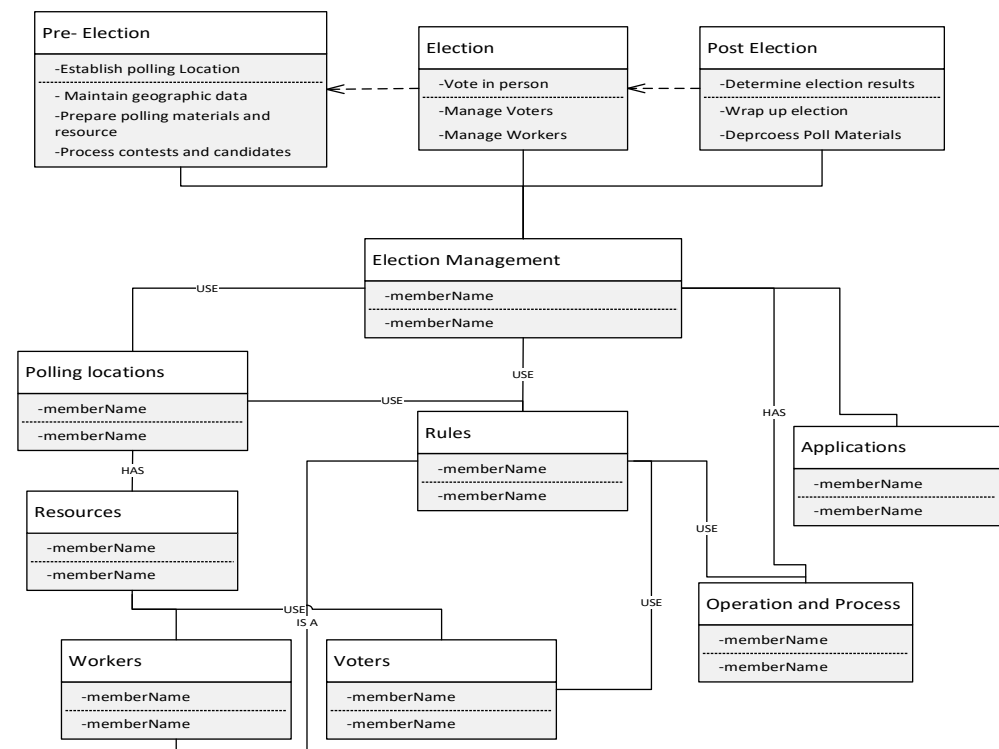 Pre- Election
-Establish polling Location
- Maintain geographic data
-Prepare polling materials and
resource
-Process contests and candidates
Election
-Vote in person
-Manage Voters
-Manage Workers
Post Election
-Determine election results
-Wrap up election
-Deprcoess Poll Materials
Election Management
-memberName
-memberName
USE
USE
HAS
Polling locations
-memberName
-memberName
USE
Rules
-memberName
-memberName
Applications
-memberName
-memberName
HAS
Resources
-memberName
-memberName
USE
USE
Operation and Process
-memberName
-memberName
USE
IS A
Workers
-memberName
-memberName
Voters
-memberName
-memberName